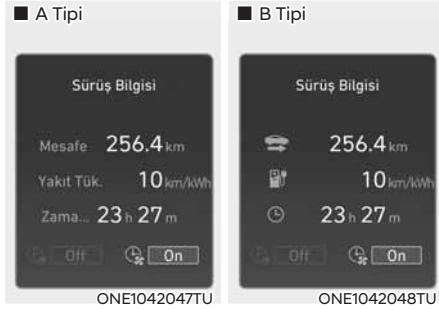 ■ A Tipi
Sürüş Bilgisi
Mesafe 256.4 km
Yakıt Tük. 10 km/kWh
Zama... 23 h 27 m
Off On
ONE1042047TU
■ B Tipi
Sürüş Bilgisi
256.4 km
10 km/kWh
23 h 27 m
Off On
ONE1042048TU